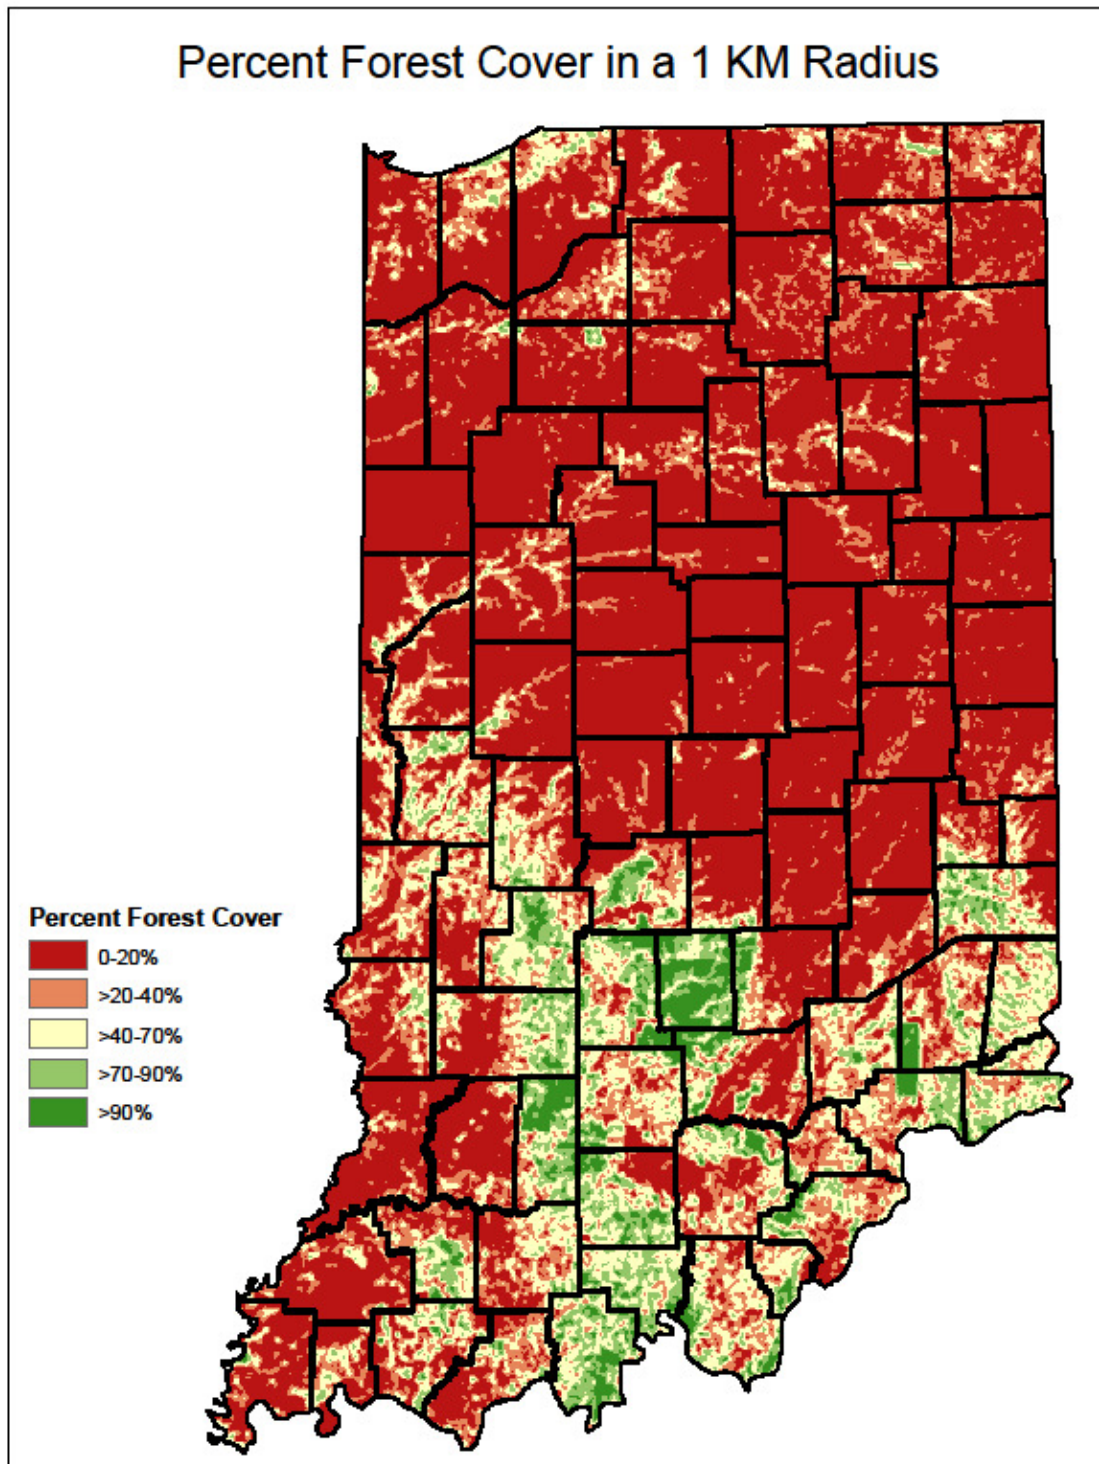 Percent Forest Cover in a 1 KM Radius
Percent Forest Cover
0-20%
>20-40%
>40-70%
>70-90%
>90%